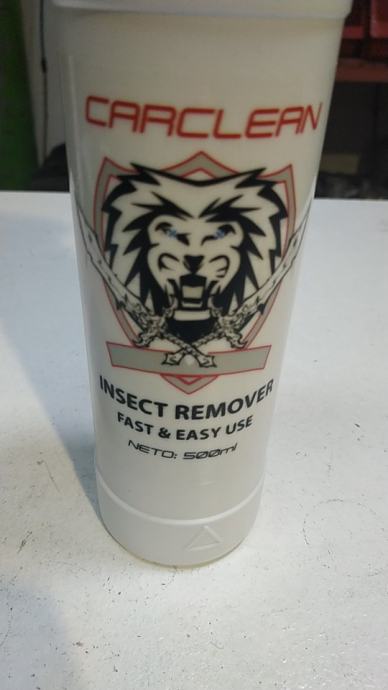 CARCLEAN
INSECT REMOVER
FAST & EASY USE
NETO: 500ml